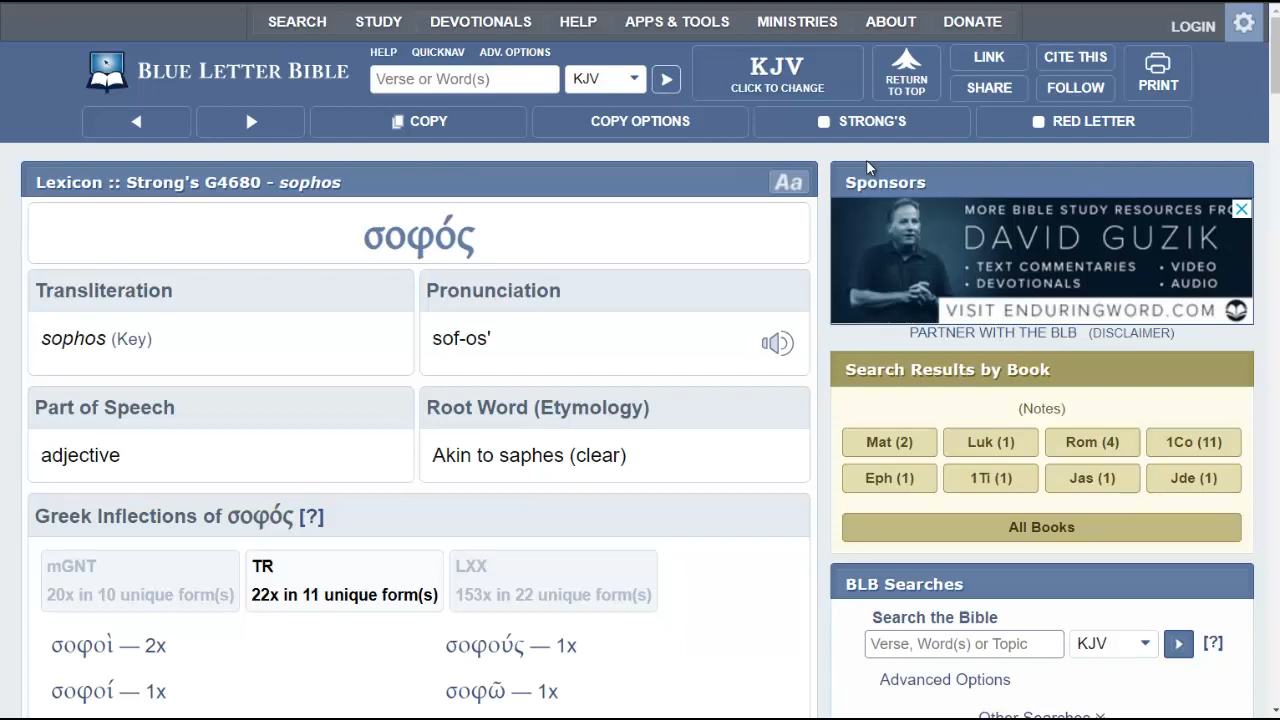 SEARCH STUDY DEVOTIONALS HELP APPS & TOOLS MINISTRIES ABOUT DONATE LOGIN
HELP QUICKNAV ADV. OPTIONS
BLUE LETTER BIBLE
Verse or Word(s) KJV
KJV
CLICK TO CHANGE
RETURN
TO TOP
LINK CITE THIS
SHARE FOLLOW
PRINT
COPY COPY OPTIONS STRONG'S RED LETTER
Lexicon :: Strong's G4680 - sophos Aa
σοφός
Transliteration
sophos (Key)
Pronunciation
sof-os'
Part of Speech
adjective
Root Word (Etymology)
Akin to saphes (clear)
Greek Inflections of σοφός [?]
mGNT
20x in 10 unique form(s)
TR
22x in 11 unique form(s)
LXX
153x in 22 unique form(s)
σοφοὶ — 2x σοφούς — 1x
σοφοί — 1x σοφῶ — 1x
Sponsors
MORE BIBLE STUDY RESOURCES FRO
DAVID GUZIK
• TEXT COMMENTARIES • VIDEO
• DEVOTIONALS • AUDIO
VISIT ENDURINGWORD.COM
PARTNER WITH THE BLB (DISCLAIMER)
Search Results by Book
(Notes)
Mat (2) Luk (1) Rom (4) 1Co (11)
Eph (1) 1Ti (1) Jas (1) Jde (1)
All Books
BLB Searches
Search the Bible
Verse, Word(s) or Topic KJV [?]
Advanced Options
Other Searches